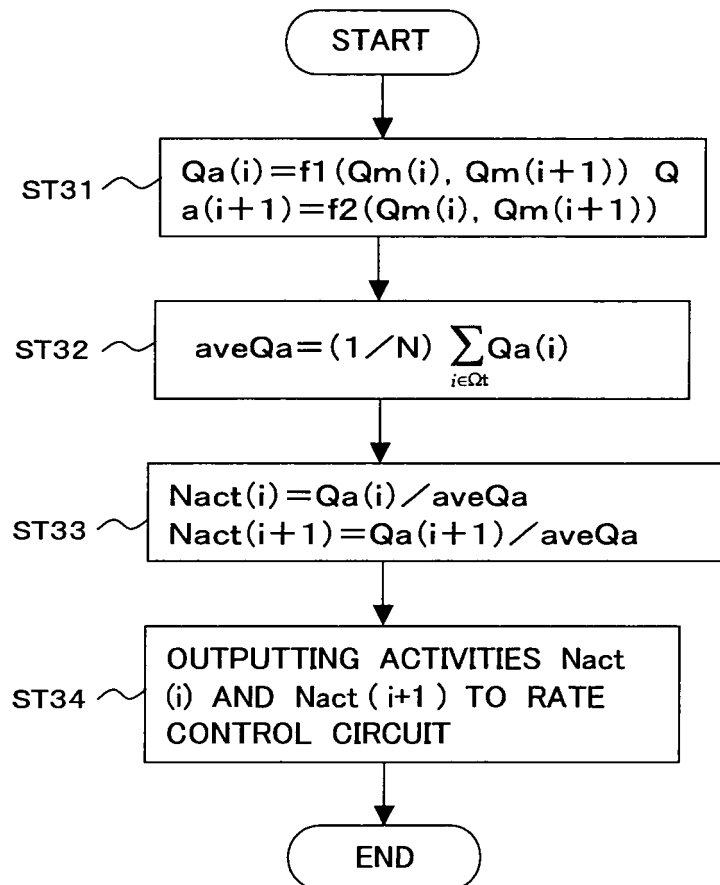 START
ST31
Qa(i)=f1(Qm(i), Qm(i+1)) Q
a(i+1)=f2(Qm(i), Qm(i+1))
ST32
aveQa=(1/N) ∑ Qa(i)
i∈Ωt
ST33
Nact(i)=Qa(i)/aveQa
Nact(i+1)=Qa(i+1)/aveQa
ST34
OUTPUTTING ACTIVITIES Nact
(i) AND Nact(i+1) TO RATE
CONTROL CIRCUIT
END